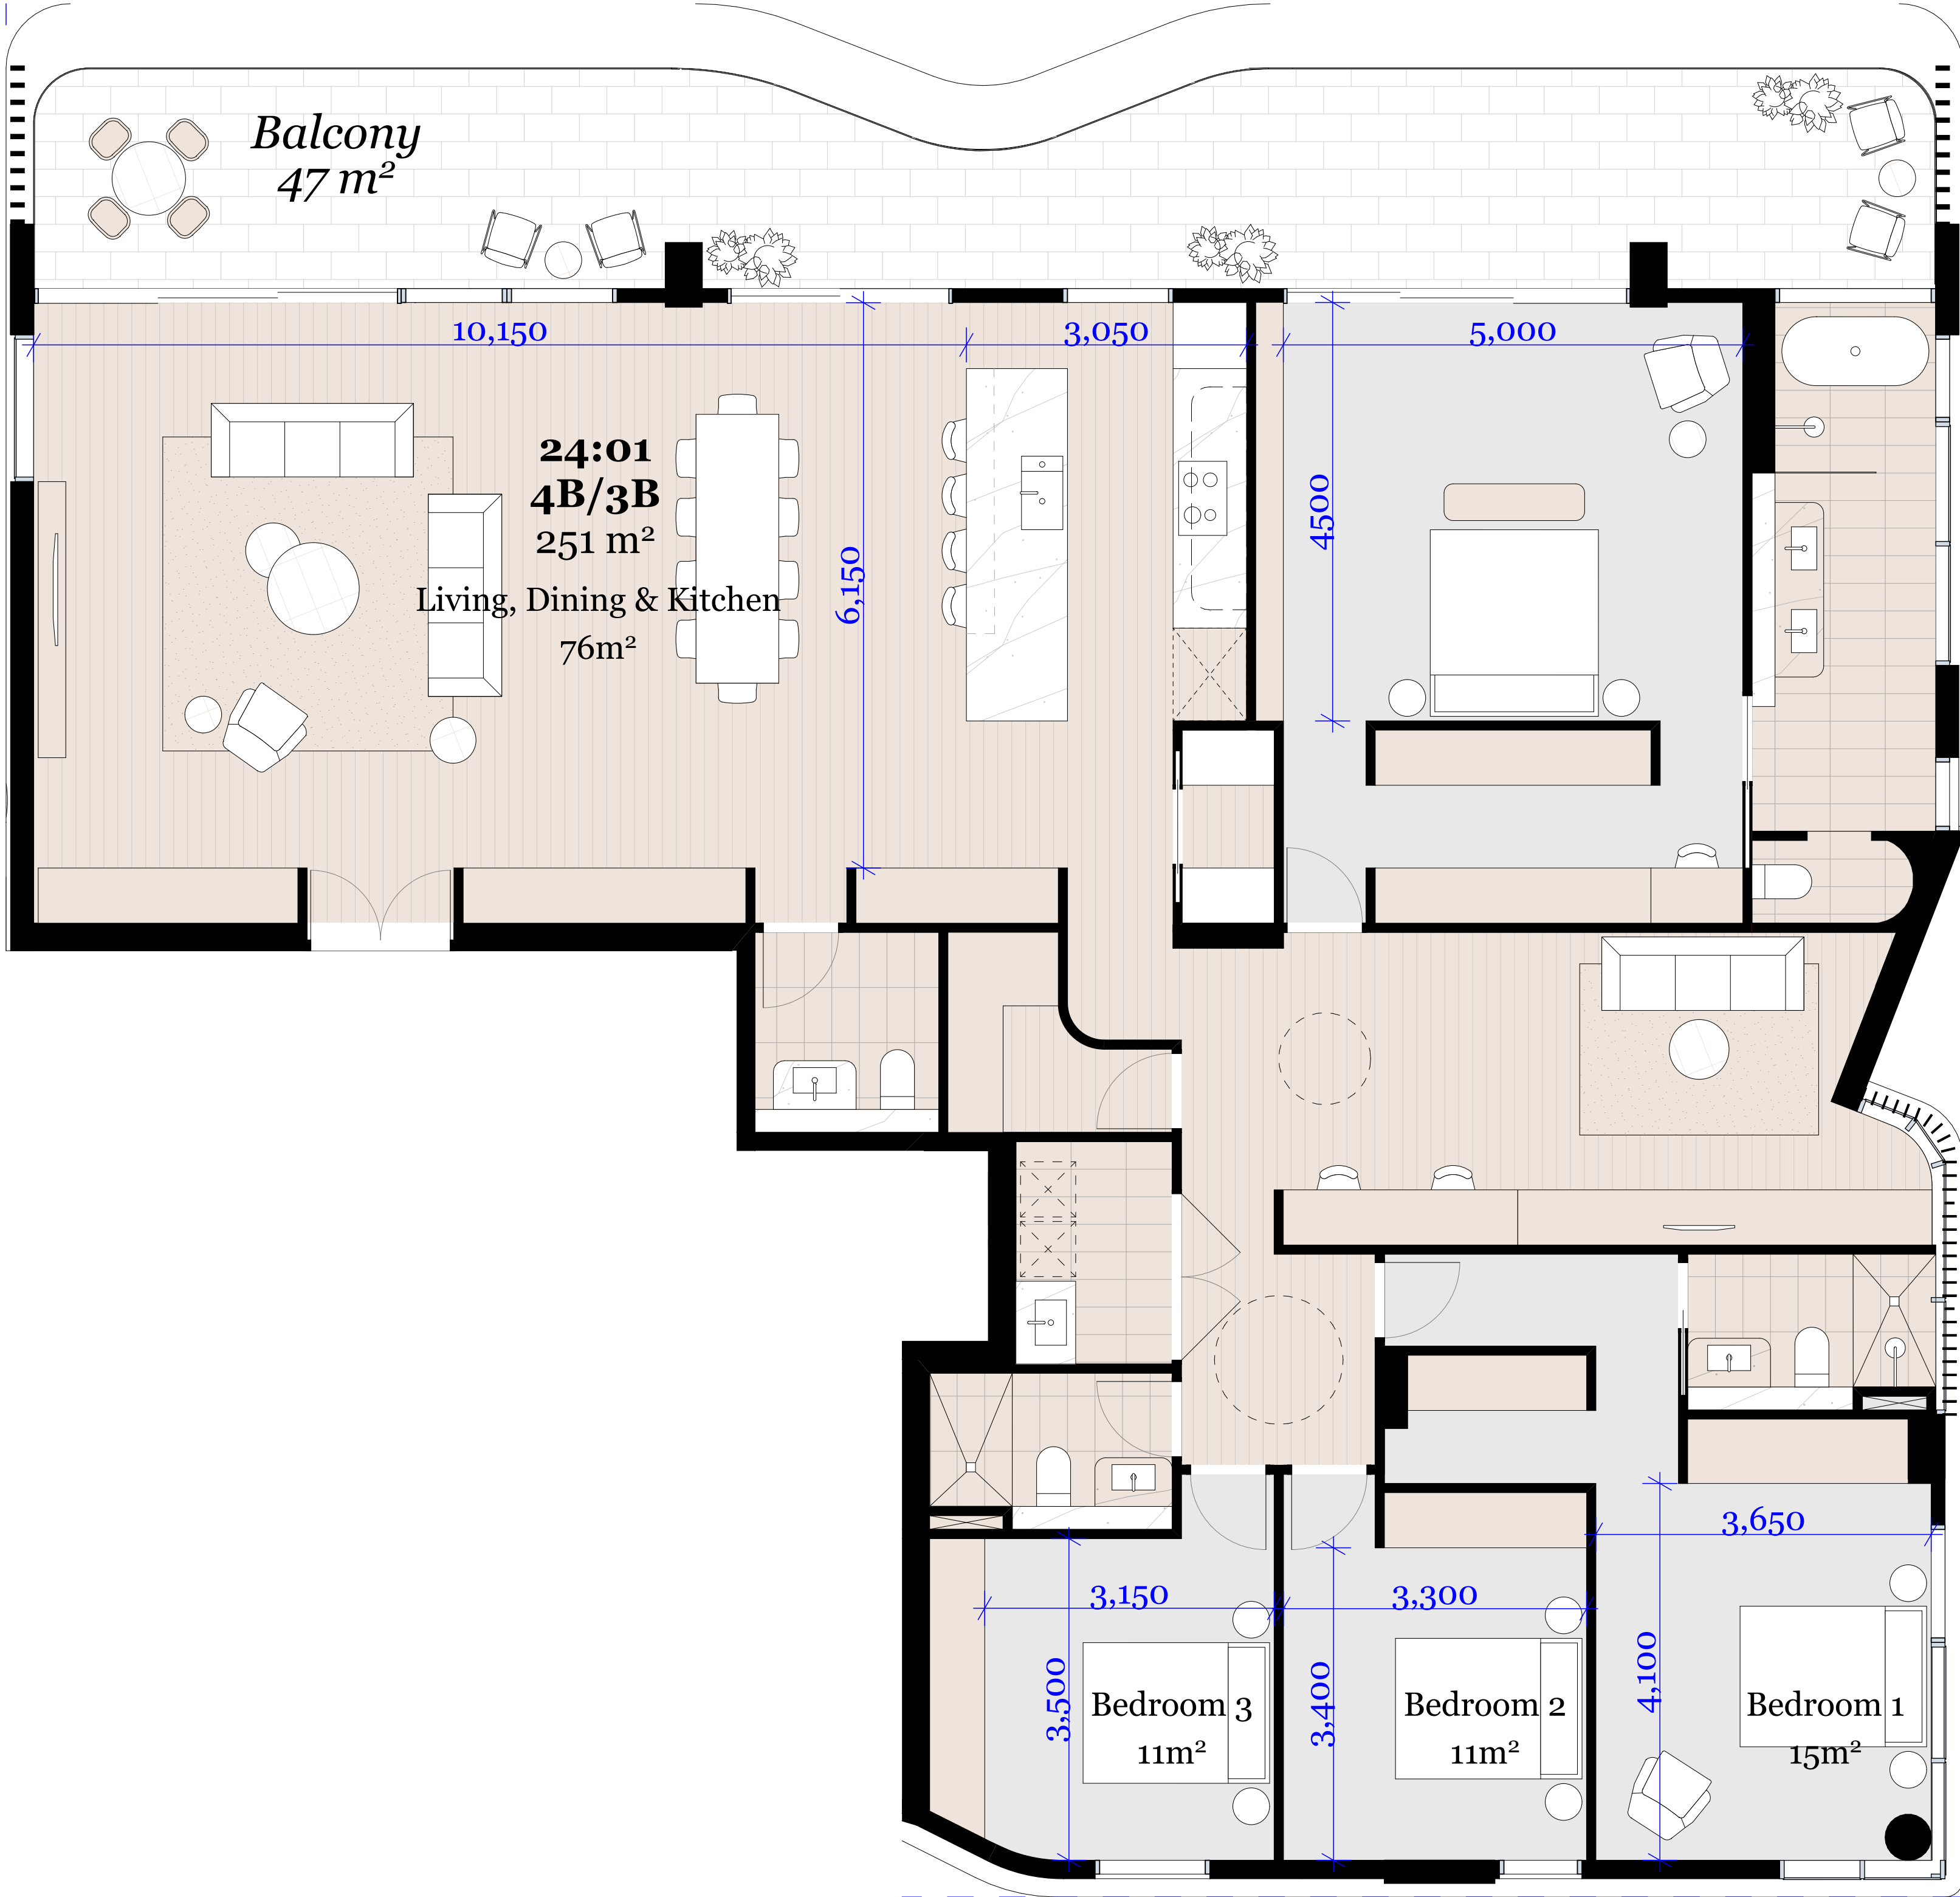 Balcony
47 m²
10,150
3,050
5,000
24:01
4B/3B
251 m²
Living, Dining & Kitchen
76m²
6,150
4500
3,650
3,150
3,300
3,500
3,400
4,100
Bedroom 3
11m²
Bedroom 2
11m²
Bedroom 1
15m²